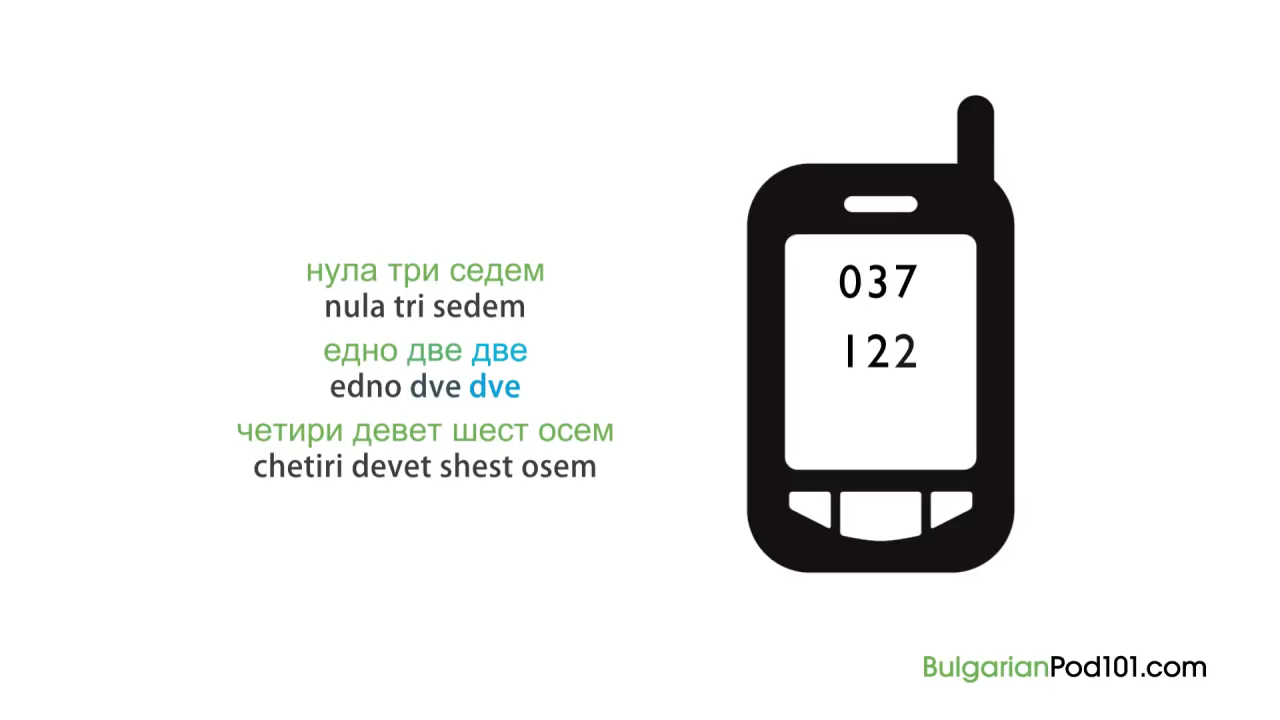 нула три седем
nula tri sedem
едно две две
edno dve dve
четири девет шест осем
chetiri devet shest osem
037
122
BulgarianPod101.com